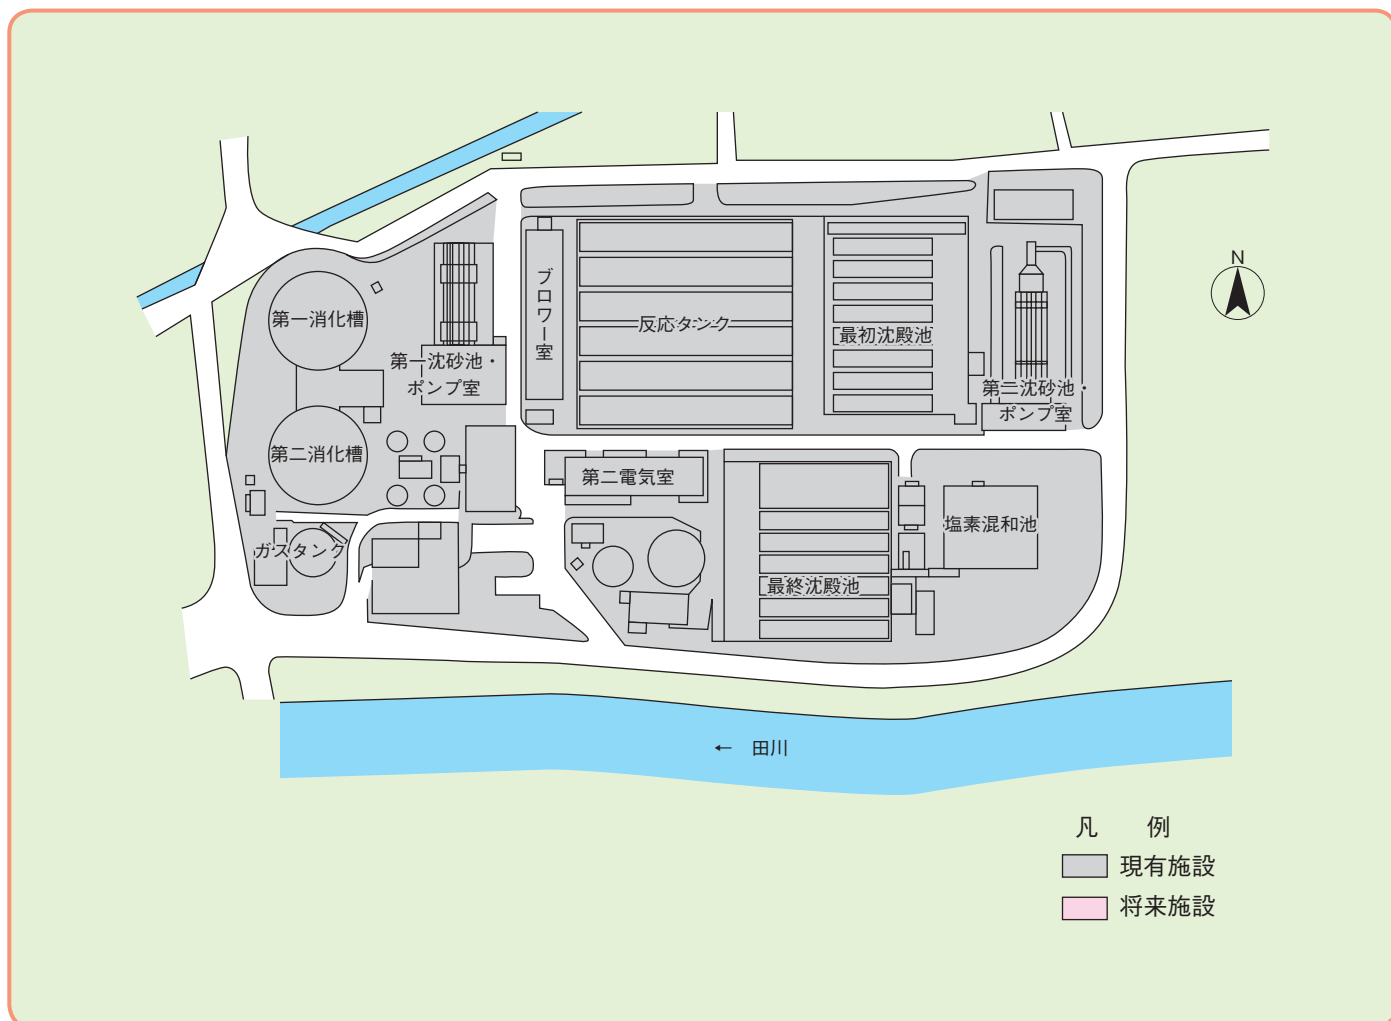 N
第一消化槽
第一沈砂池・
ポンプ室
ブロワー室
反応タンク
最初沈殿池
第二沈砂池・
ポンプ室
第二消化槽
第二電気室
塩素混和池
ガスタンク
最終沈殿池
← 田川
凡 例
現有施設
将来施設